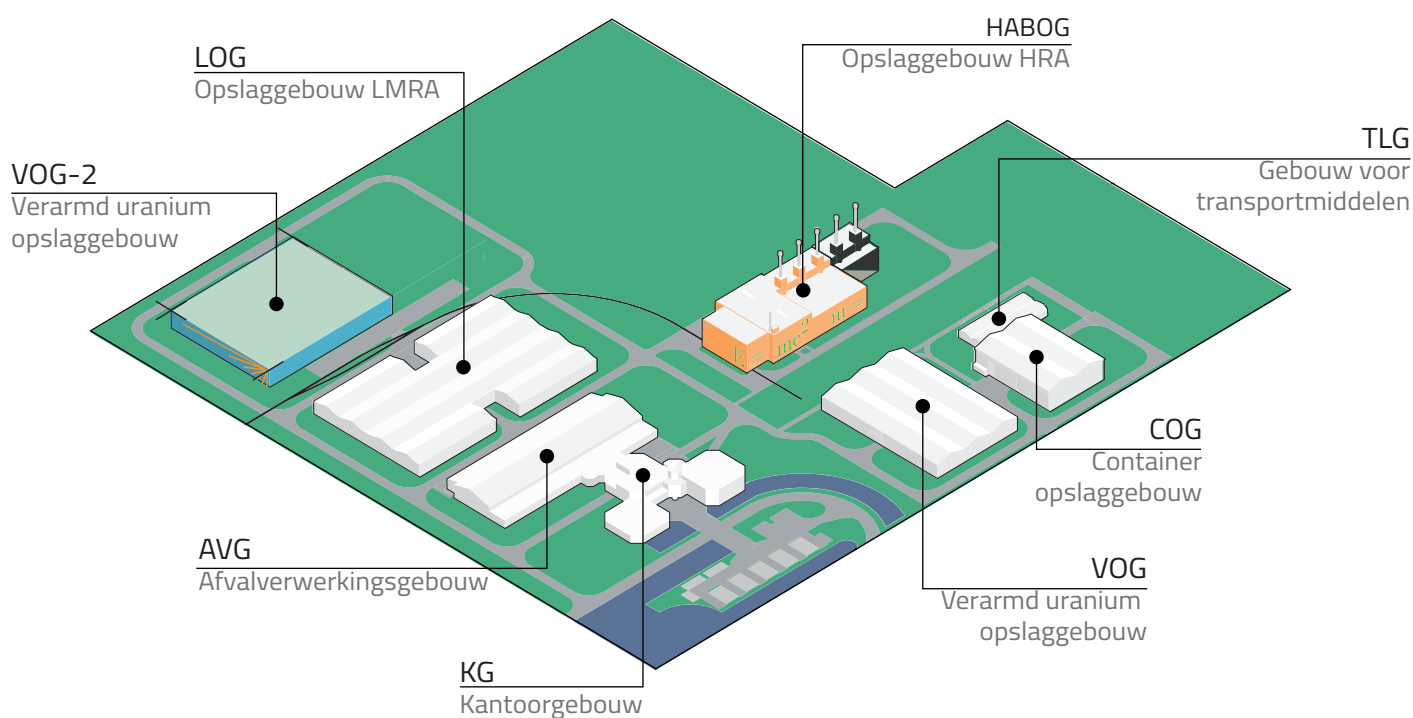 HABOG
Opslaggebouw HRA
LOG
Opslaggebouw LMRA
TLG
Gebouw voor
transportmiddelen
VOG-2
Verarmd uranium
opslaggebouw
COG
Container
opslaggebouw
AVG
Afvalverwerkingsgebouw
VOG
Verarmd uranium
opslaggebouw
KG
Kantoorgebouw